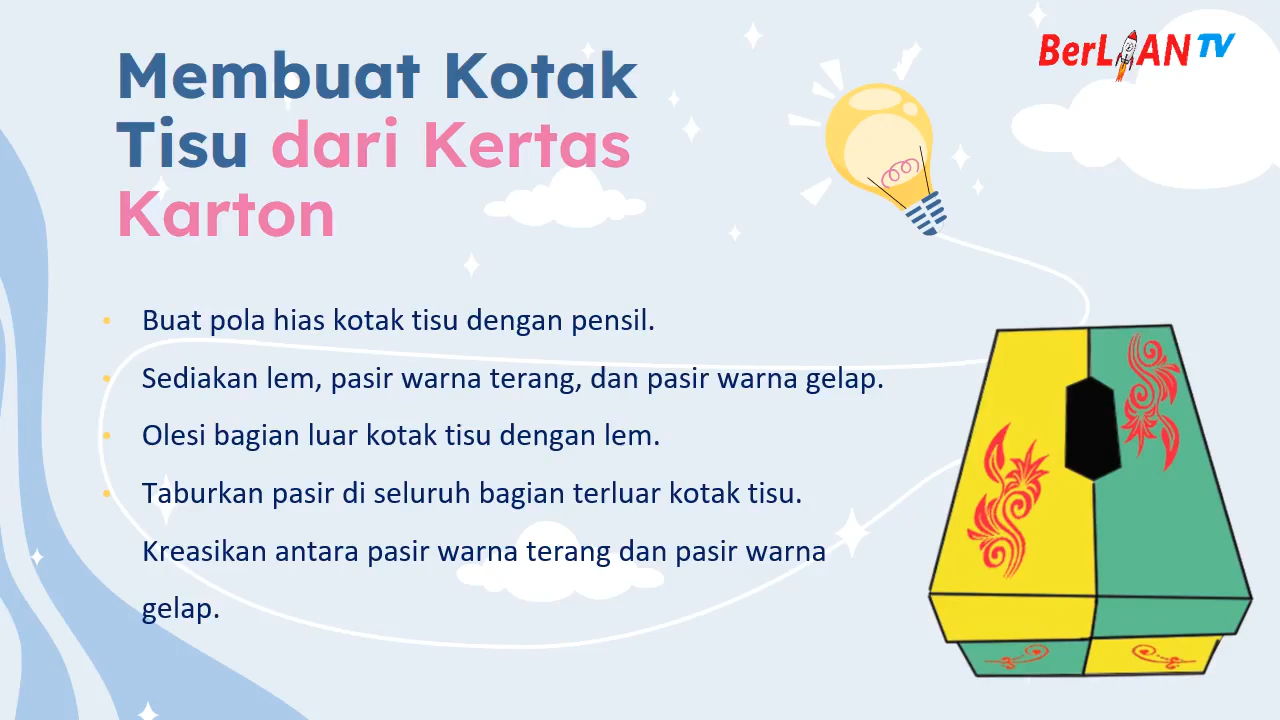 BerLIAN TV
Membuat Kotak
Tisu dari Kertas
Karton
• Buat pola hias kotak tisu dengan pensil.
• Sediakan lem, pasir warna terang, dan pasir warna gelap.
• Olesi bagian luar kotak tisu dengan lem.
• Taburkan pasir di seluruh bagian terluar kotak tisu.
Kreasikan antara pasir warna terang dan pasir warna
gelap.